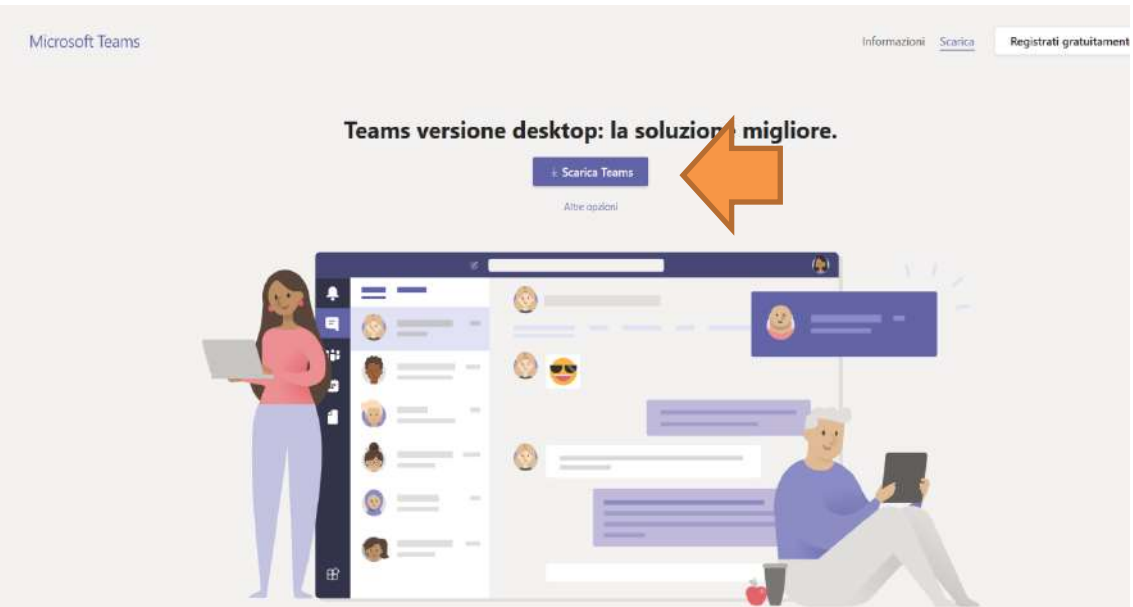 Microsoft Teams
Informazioni Scarica Registrati gratuitament
Teams versione desktop: la soluzione migliore.
Scarica Teams
Altre opzioni